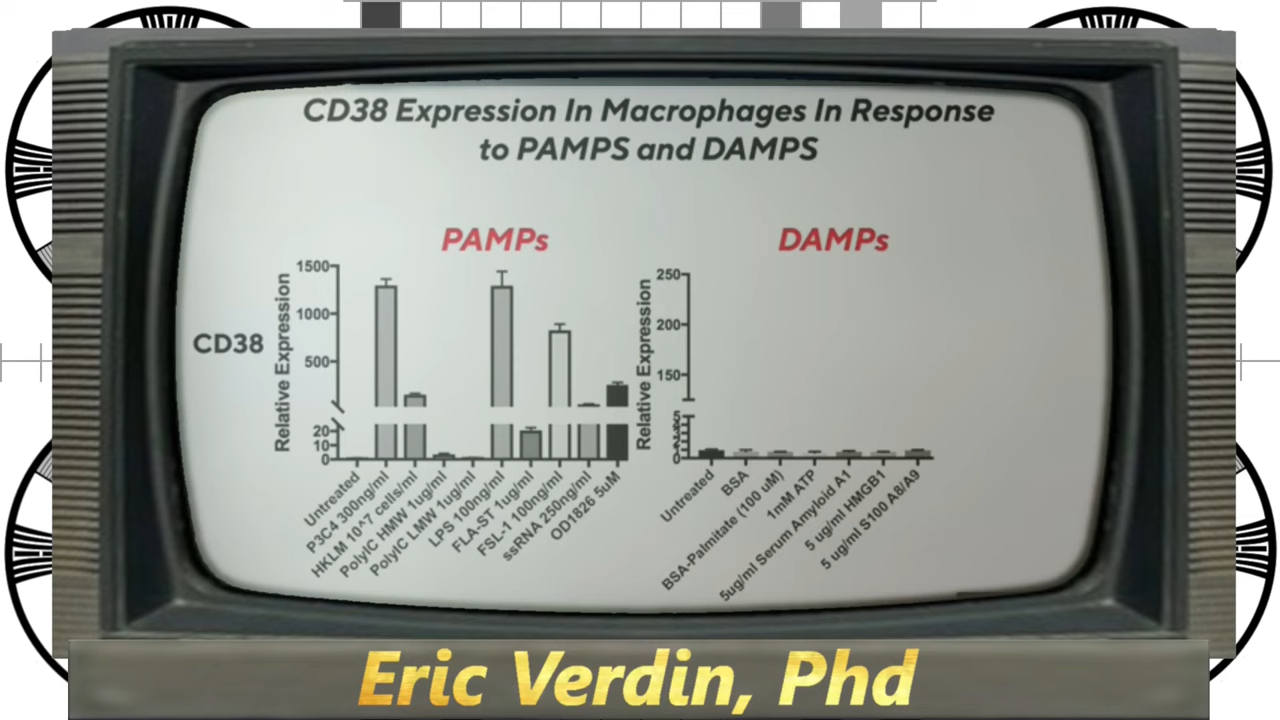 CD38 Expression In Macrophages In Response
to PAMPS and DAMPS
PAMPs
DAMPs
CD38
Relative Expression
1500
1000
500
20
10
0
Untreated
P3C4 300ng/ml
HKLM 10^7 cells/ml
PolyIC HMW 1ug/ml
PolyIC LMW 1ug/ml
LPS 100ng/ml
FLA-ST 1ug/ml
FSL-1 100ng/ml
ssRNA 250ng/ml
OD1826 5uM
Relative Expression
250
200
150
5
0
Untreated
BSA
BSA-Palmitate (100 uM)
1mM ATP
5ug/ml Serum Amyloid A1
5 ug/ml HMGB1
5 ug/ml S100 A8/A9
Eric Verdin, Phd